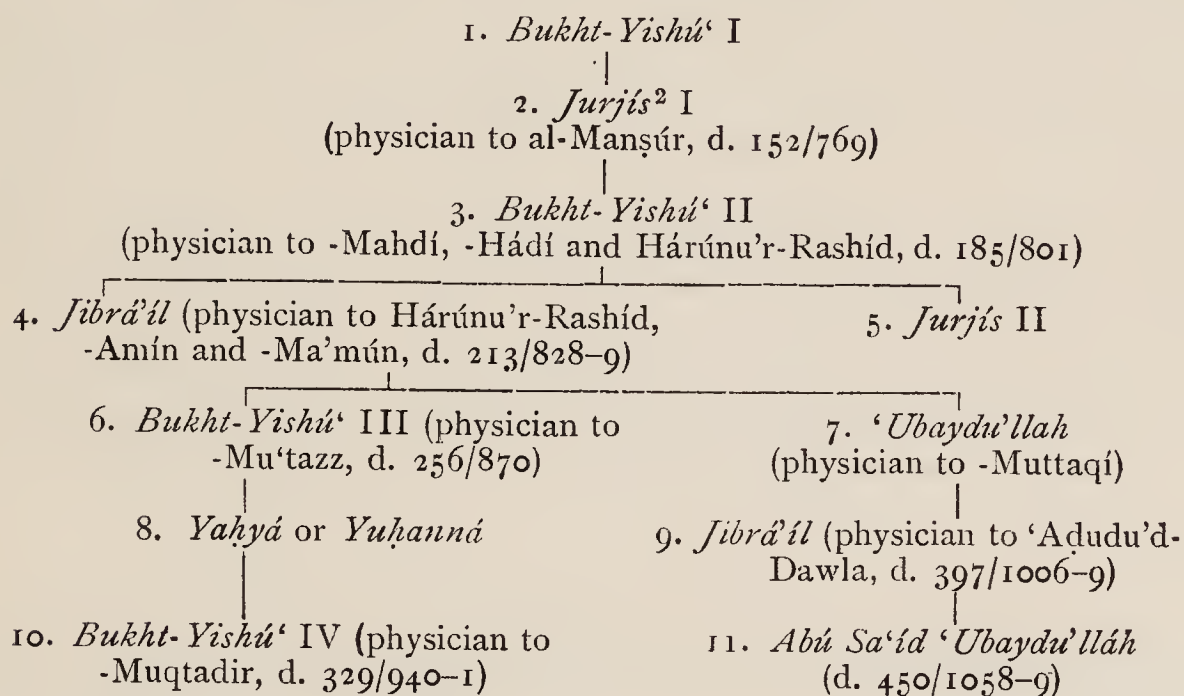 1. Bukht-Yishú‘ I
2. Jurjís² I
(physician to al-Manṣúr, d. 152/769)
3. Bukht-Yishú‘ II
(physician to -Mahdí, -Hádí and Hárúnu’r-Rashíd, d. 185/801)
4. Jibrá’íl (physician to Hárúnu’r-Rashíd,
-Amín and -Ma’mún, d. 213/828–9)
5. Jurjís II
6. Bukht-Yishú‘ III (physician to
-Mu‘tazz, d. 256/870)
7. ‘Ubaydu’llah
(physician to -Muttaqí)
8. Yaḥyá or Yuḥanná
9. Jibrá’íl (physician to ‘Aḍudu’d-
Dawla, d. 397/1006–9)
10. Bukht-Yishú‘ IV (physician to
-Muqtadir, d. 329/940–1)
11. Abú Sa‘íd ‘Ubaydu’lláh
(d. 450/1058–9)